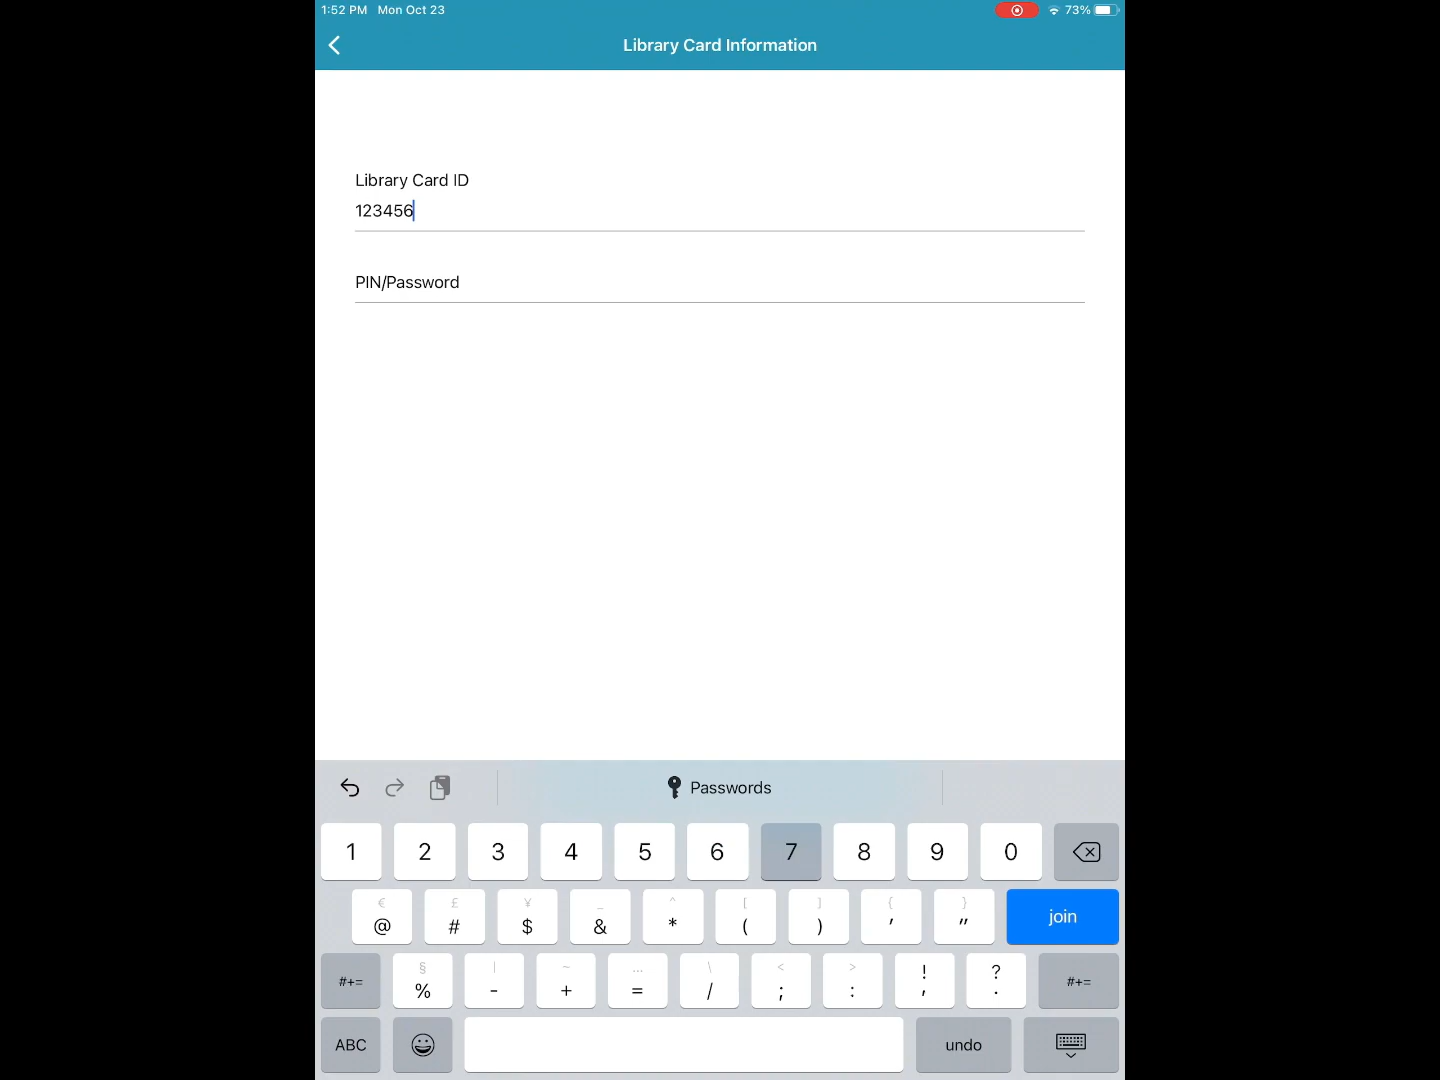 1:52 PM Mon Oct 23
73%
Library Card Information
Library Card ID
123456
PIN/Password
Passwords
1 2 3 4 5 6 7 8 9 0
€ £ ¥ _ ^ [ ] { }
@ # $ & * ( ) ' "
join
§ | ~ … \ < > ! ?
#+= % - + = / ; : , . #+=
ABC undo